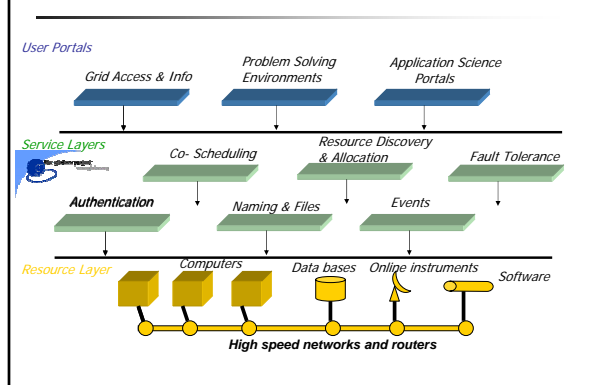 User Portals
Grid Access & Info
Problem Solving
Environments
Application Science
Portals
Service Layers
Co- Scheduling
Resource Discovery
& Allocation
Fault Tolerance
Authentication
Naming & Files
Events
Resource Layer
Computers
Data bases
Online instruments
Software
High speed networks and routers